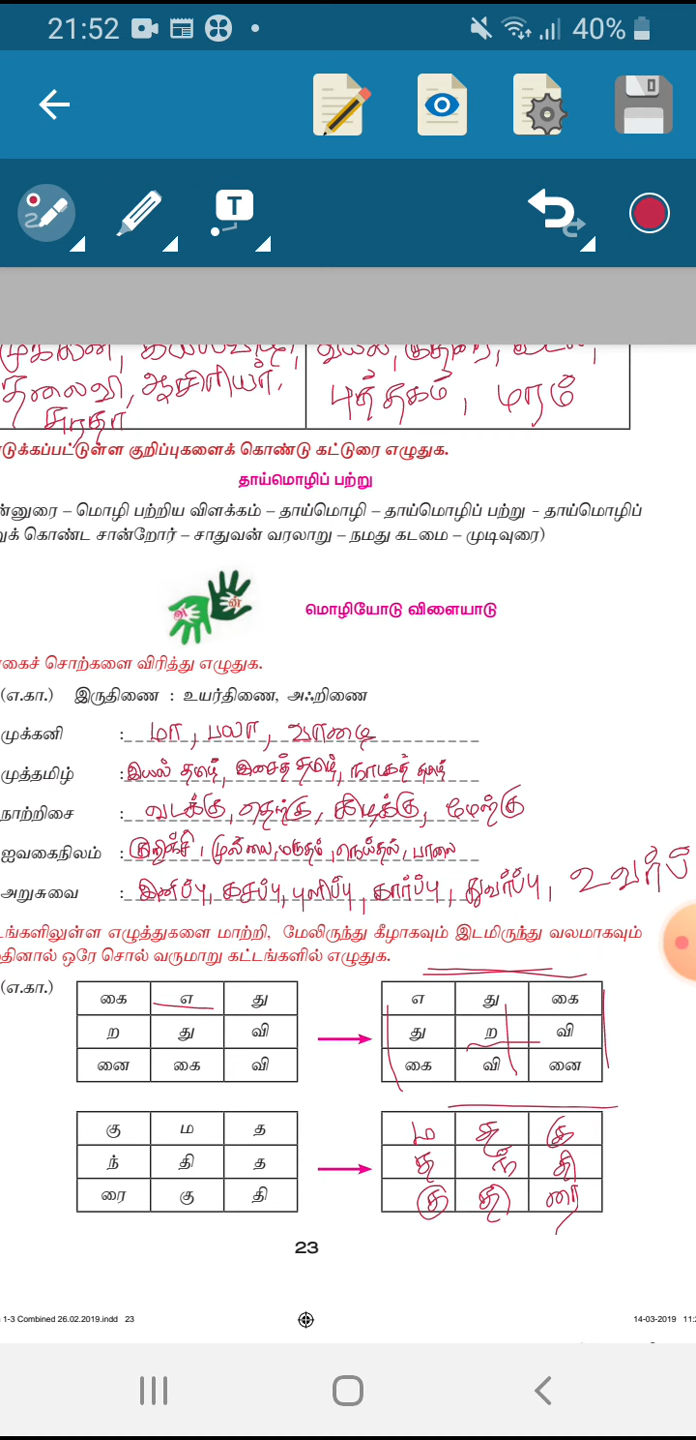 21:52
40%
T
தலைவி, ஆசிரியர்,
புத்தகம், மரம்
டுக்கப்பட்டுள்ள குறிப்புகளைக் கொண்டு கட்டுரை எழுதுக.
தாய்மொழிப் பற்று
ன்னுரை – மொழி பற்றிய விளக்கம் – தாய்மொழி – தாய்மொழிப் பற்று - தாய்மொழிப்
றுக் கொண்ட சான்றோர் – சாதுவன் வரலாறு – நமது கடமை – முடிவுரை)
மொழியோடு விளையாடு
கைச் சொற்களை விரித்து எழுதுக.
(எ.கா.) இருதிணை : உயர்திணை, அஃறிணை
முக்கனி : மா, பலா, வாழை
முத்தமிழ் : இயல் தமிழ், இசைத் தமிழ், நாடகத் தமிழ்
நாற்றிசை : வடக்கு, தெற்கு, கிழக்கு, மேற்கு
ஐவகைநிலம் : குறிஞ்சி, முல்லை, மருதம், நெய்தல், பாலை
அறுசுவை : இனிப்பு, கசப்பு, புளிப்பு, கார்ப்பு, துவர்ப்பு, உவர்ப்பு
டங்களிலுள்ள எழுத்துகளை மாற்றி, மேலிருந்து கீழாகவும் இடமிருந்து வலமாகவும்
தினால் ஒரே சொல் வருமாறு கட்டங்களில் எழுதுக.
(எ.கா.)
கை எ து எ து கை
ற து வி து ற வி
னை கை வி கை வி னை
கு ம த ம த கு
ந் தி த த ந் தி
ரை கு தி கு தி ரை
23
1-3 Combined 26.02.2019.indd 23
14-03-2019 11:2